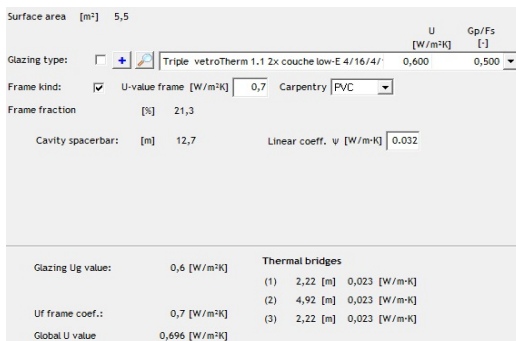 Surface area [m²] 5,5
U Gp/Fs
[W/m²K] [-]
Glazing type: Triple vetroTherm 1.1 2x couche low-E 4/16/4/ 0,600 0,500
Frame kind: U-value frame [W/m²K] 0,7 Carpentry PVC
Frame fraction [%] 21,3
Cavity spacerbar: [m] 12,7 Linear coeff. ψ [W/m·K] 0.032
Glazing Ug value: 0,6 [W/m²K]
Uf frame coef.: 0,7 [W/m²K]
Global U value 0,696 [W/m²K]
Thermal bridges
(1) 2,22 [m] 0,023 [W/m·K]
(2) 4,92 [m] 0,023 [W/m·K]
(3) 2,22 [m] 0,023 [W/m·K]